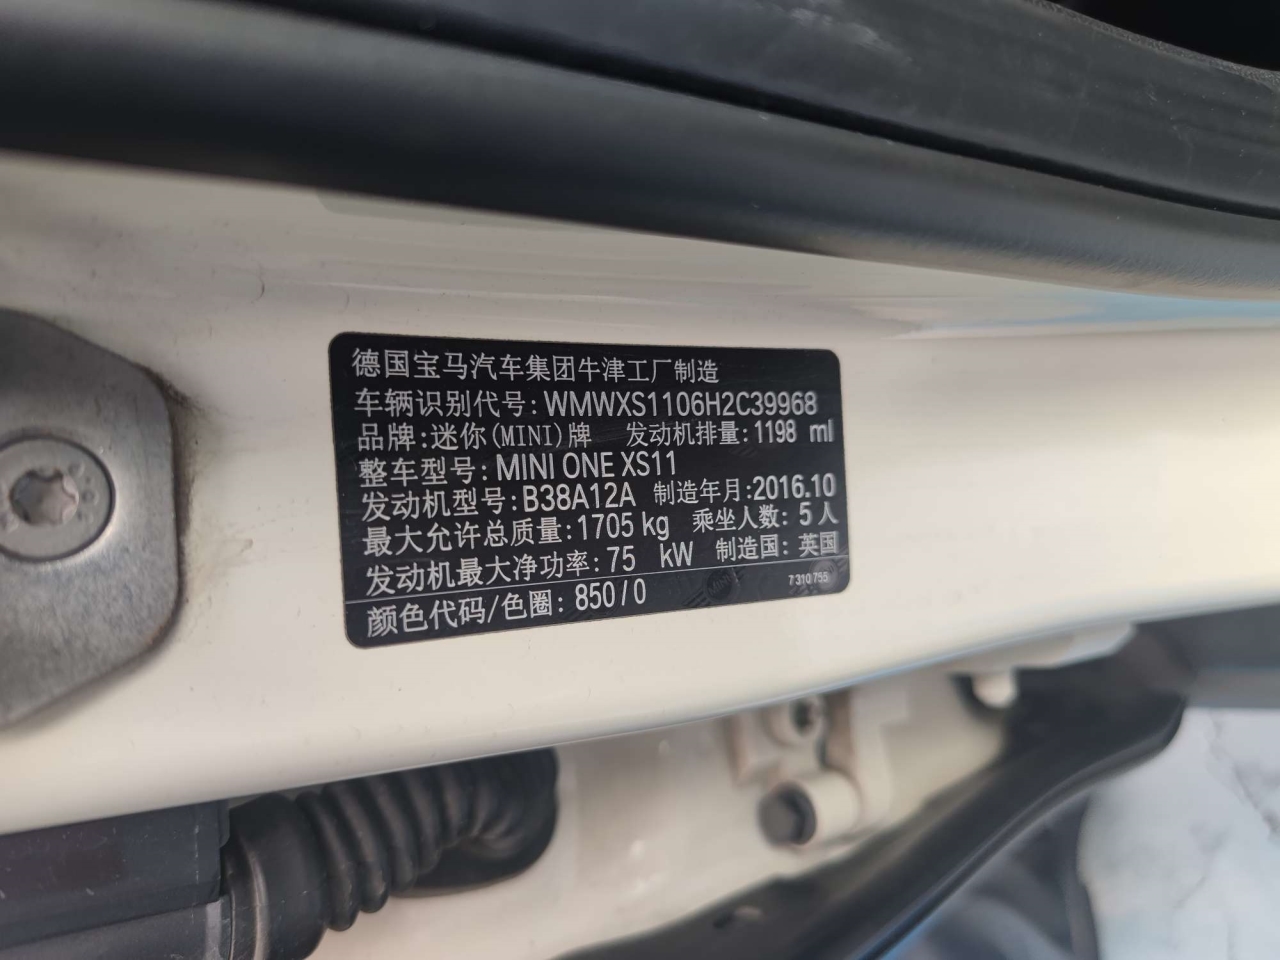 德国宝马汽车集团牛津工厂制造
车辆识别代号: WMWXS1106H2C39968
品牌:迷你(MINI)牌 发动机排量:1198 ml
整车型号: MINI ONE XS11
发动机型号: B38A12A 制造年月:2016.10
最大允许总质量:1705 kg 乘坐人数: 5人
发动机最大净功率: 75 kW 制造国: 英国
颜色代码/色圈: 850/0 7310755